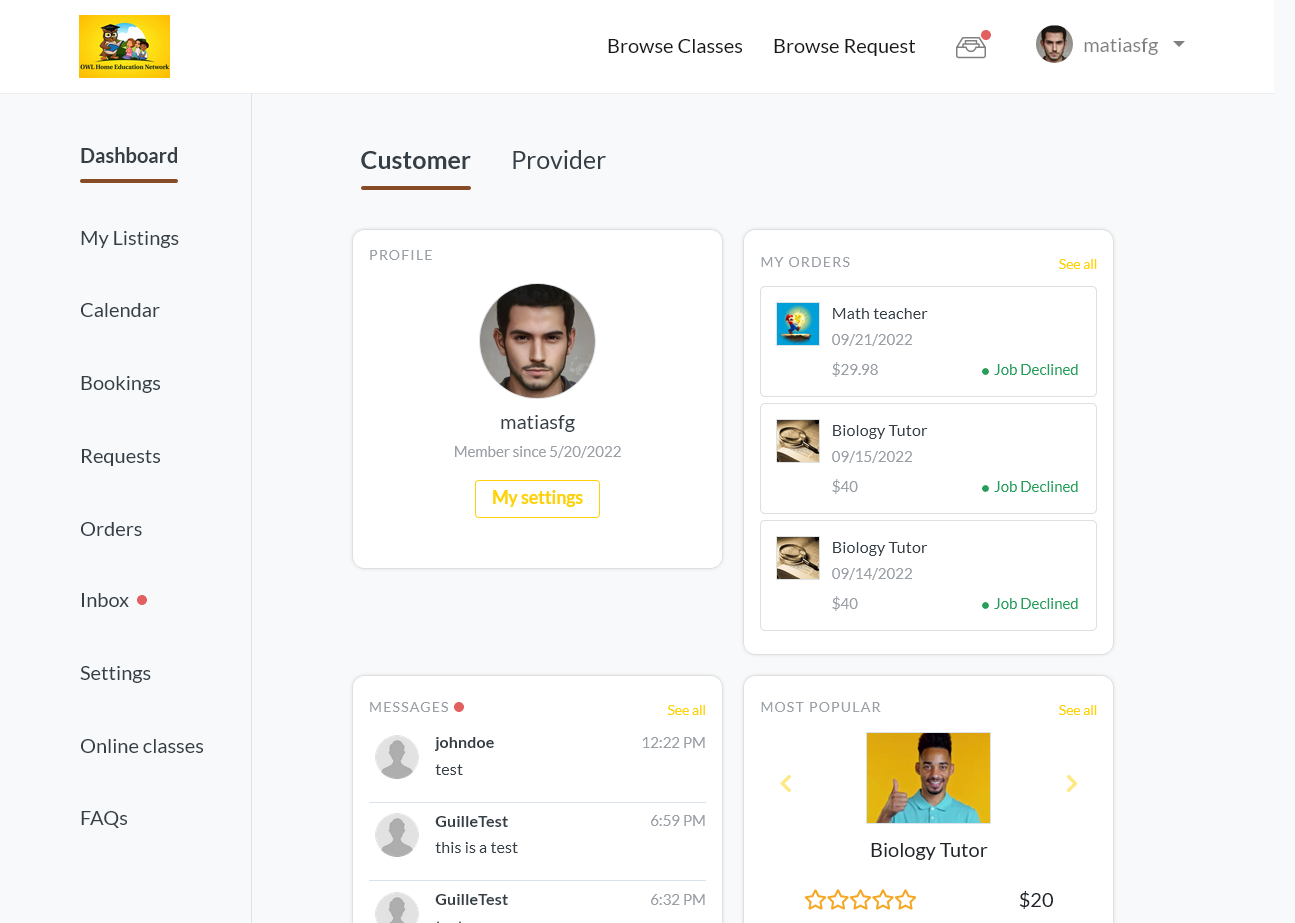 OWL Home Education Network
Browse Classes
Browse Request
matiasfg
Dashboard
My Listings
Calendar
Bookings
Requests
Orders
Inbox
Settings
Online classes
FAQs
Customer
Provider
PROFILE
matiasfg
Member since 5/20/2022
My settings
MY ORDERS
See all
Math teacher
09/21/2022
$29.98
Job Declined
Biology Tutor
09/15/2022
$40
Job Declined
Biology Tutor
09/14/2022
$40
Job Declined
MESSAGES
See all
johndoe
12:22 PM
test
GuilleTest
6:59 PM
this is a test
GuilleTest
6:32 PM
MOST POPULAR
See all
Biology Tutor
$20